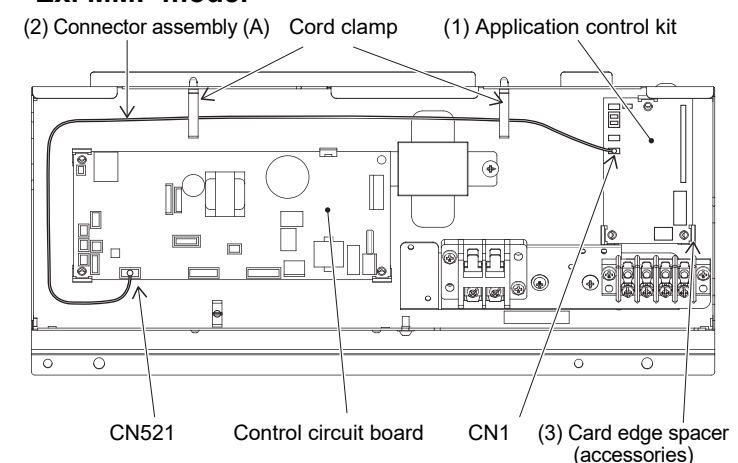 Ex. MMP model
(2) Connector assembly (A) Cord clamp (1) Application control kit
CN521 Control circuit board CN1 (3) Card edge spacer
(accessories)